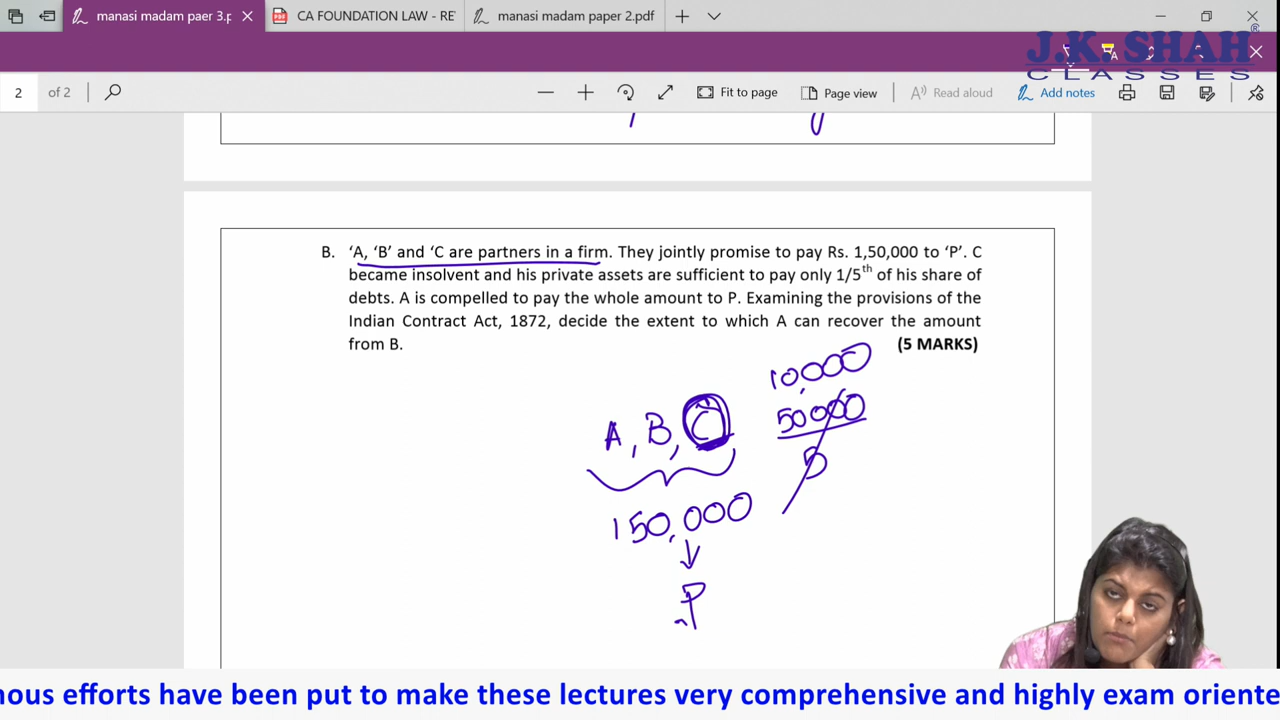 manasi madam paer 3.p
CA FOUNDATION LAW - RE
manasi madam paper 2.pdf
J.K. SHAH
®
CLASSES
2 of 2
Fit to page
Page view
Read aloud
Add notes
B. ‘A, ‘B’ and ‘C are partners in a firm. They jointly promise to pay Rs. 1,50,000 to ‘P’. C
became insolvent and his private assets are sufficient to pay only 1/5th of his share of
debts. A is compelled to pay the whole amount to P. Examining the provisions of the
Indian Contract Act, 1872, decide the extent to which A can recover the amount
from B. (5 MARKS)
10,000
A, B, C
50,000
5
150,000
P
nous efforts have been put to make these lectures very comprehensive and highly exam oriente